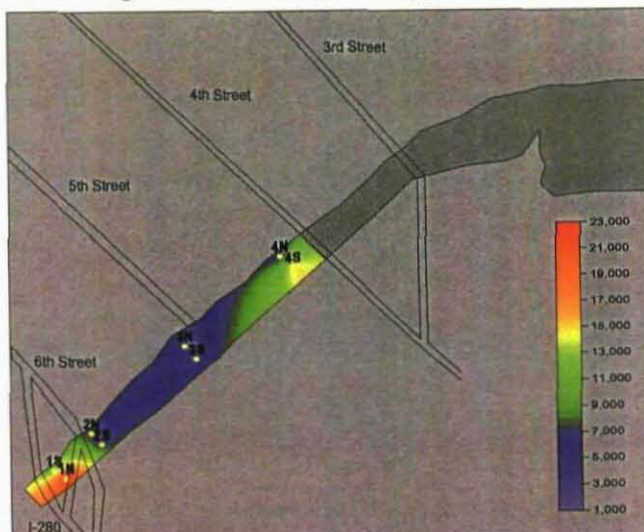 3rd Street
4th Street
5th Street
4N
4S
23,000
21,000
19,000
17,000
15,000
13,000
11,000
9,000
7,000
5,000
3,000
1,000
6th Street
2N
2S
1S
1N
I-280